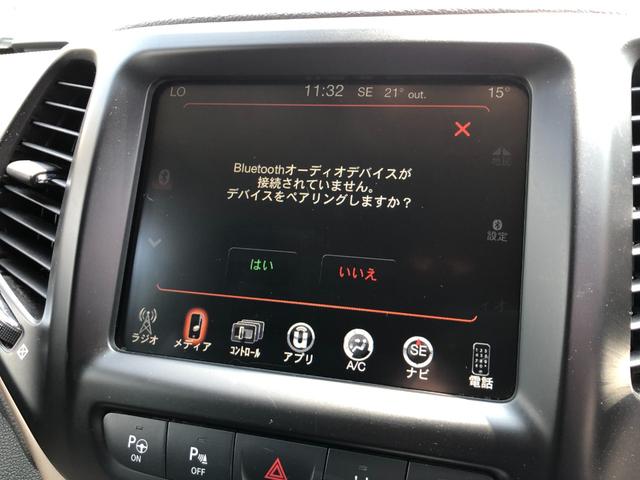 LO 11:32 SE 21° out. 15°
地図
Bluetoothオーディオデバイスが
接続されていません。
デバイスをペアリングしますか？
設定
はい いいえ
ラジオ メディア コントロール アプリ A/C SE ナビ 電話
P ON P OFF